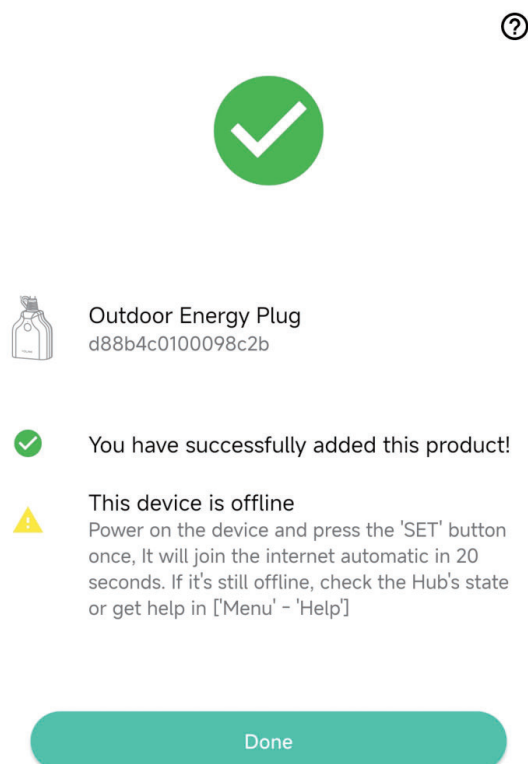 Outdoor Energy Plug
d88b4c0100098c2b
You have successfully added this product!
This device is offline
Power on the device and press the 'SET' button
once, It will join the internet automatic in 20
seconds. If it's still offline, check the Hub's state
or get help in ['Menu' - 'Help']
Done